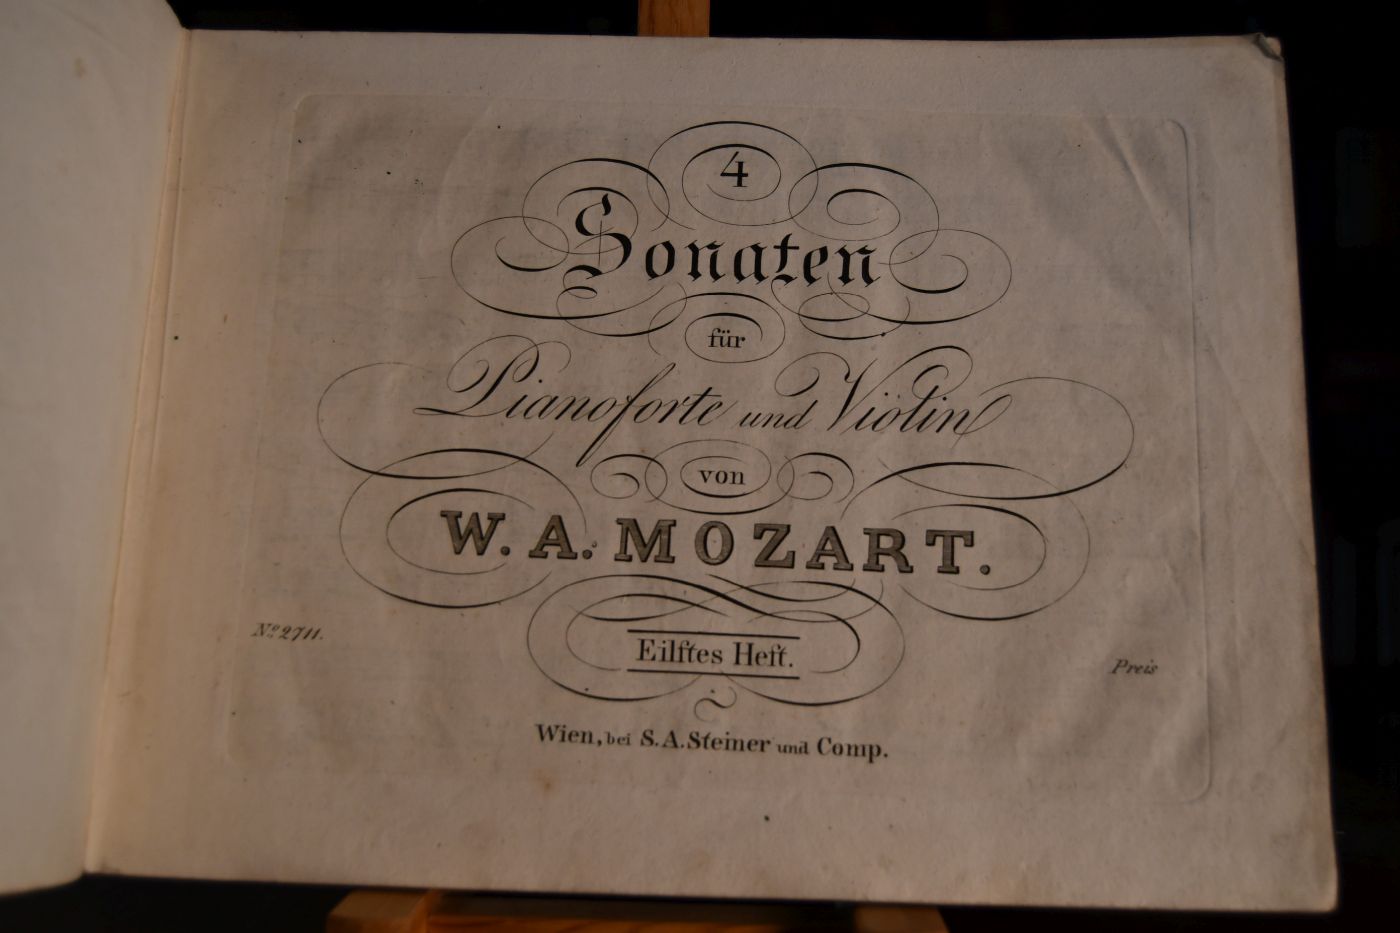 4
Sonaten
für
Pianoforte und Violin
von
W. A. MOZART.
Nº 2711.
Eilftes Heft.
Preis
Wien, bei S. A. Steiner und Comp.